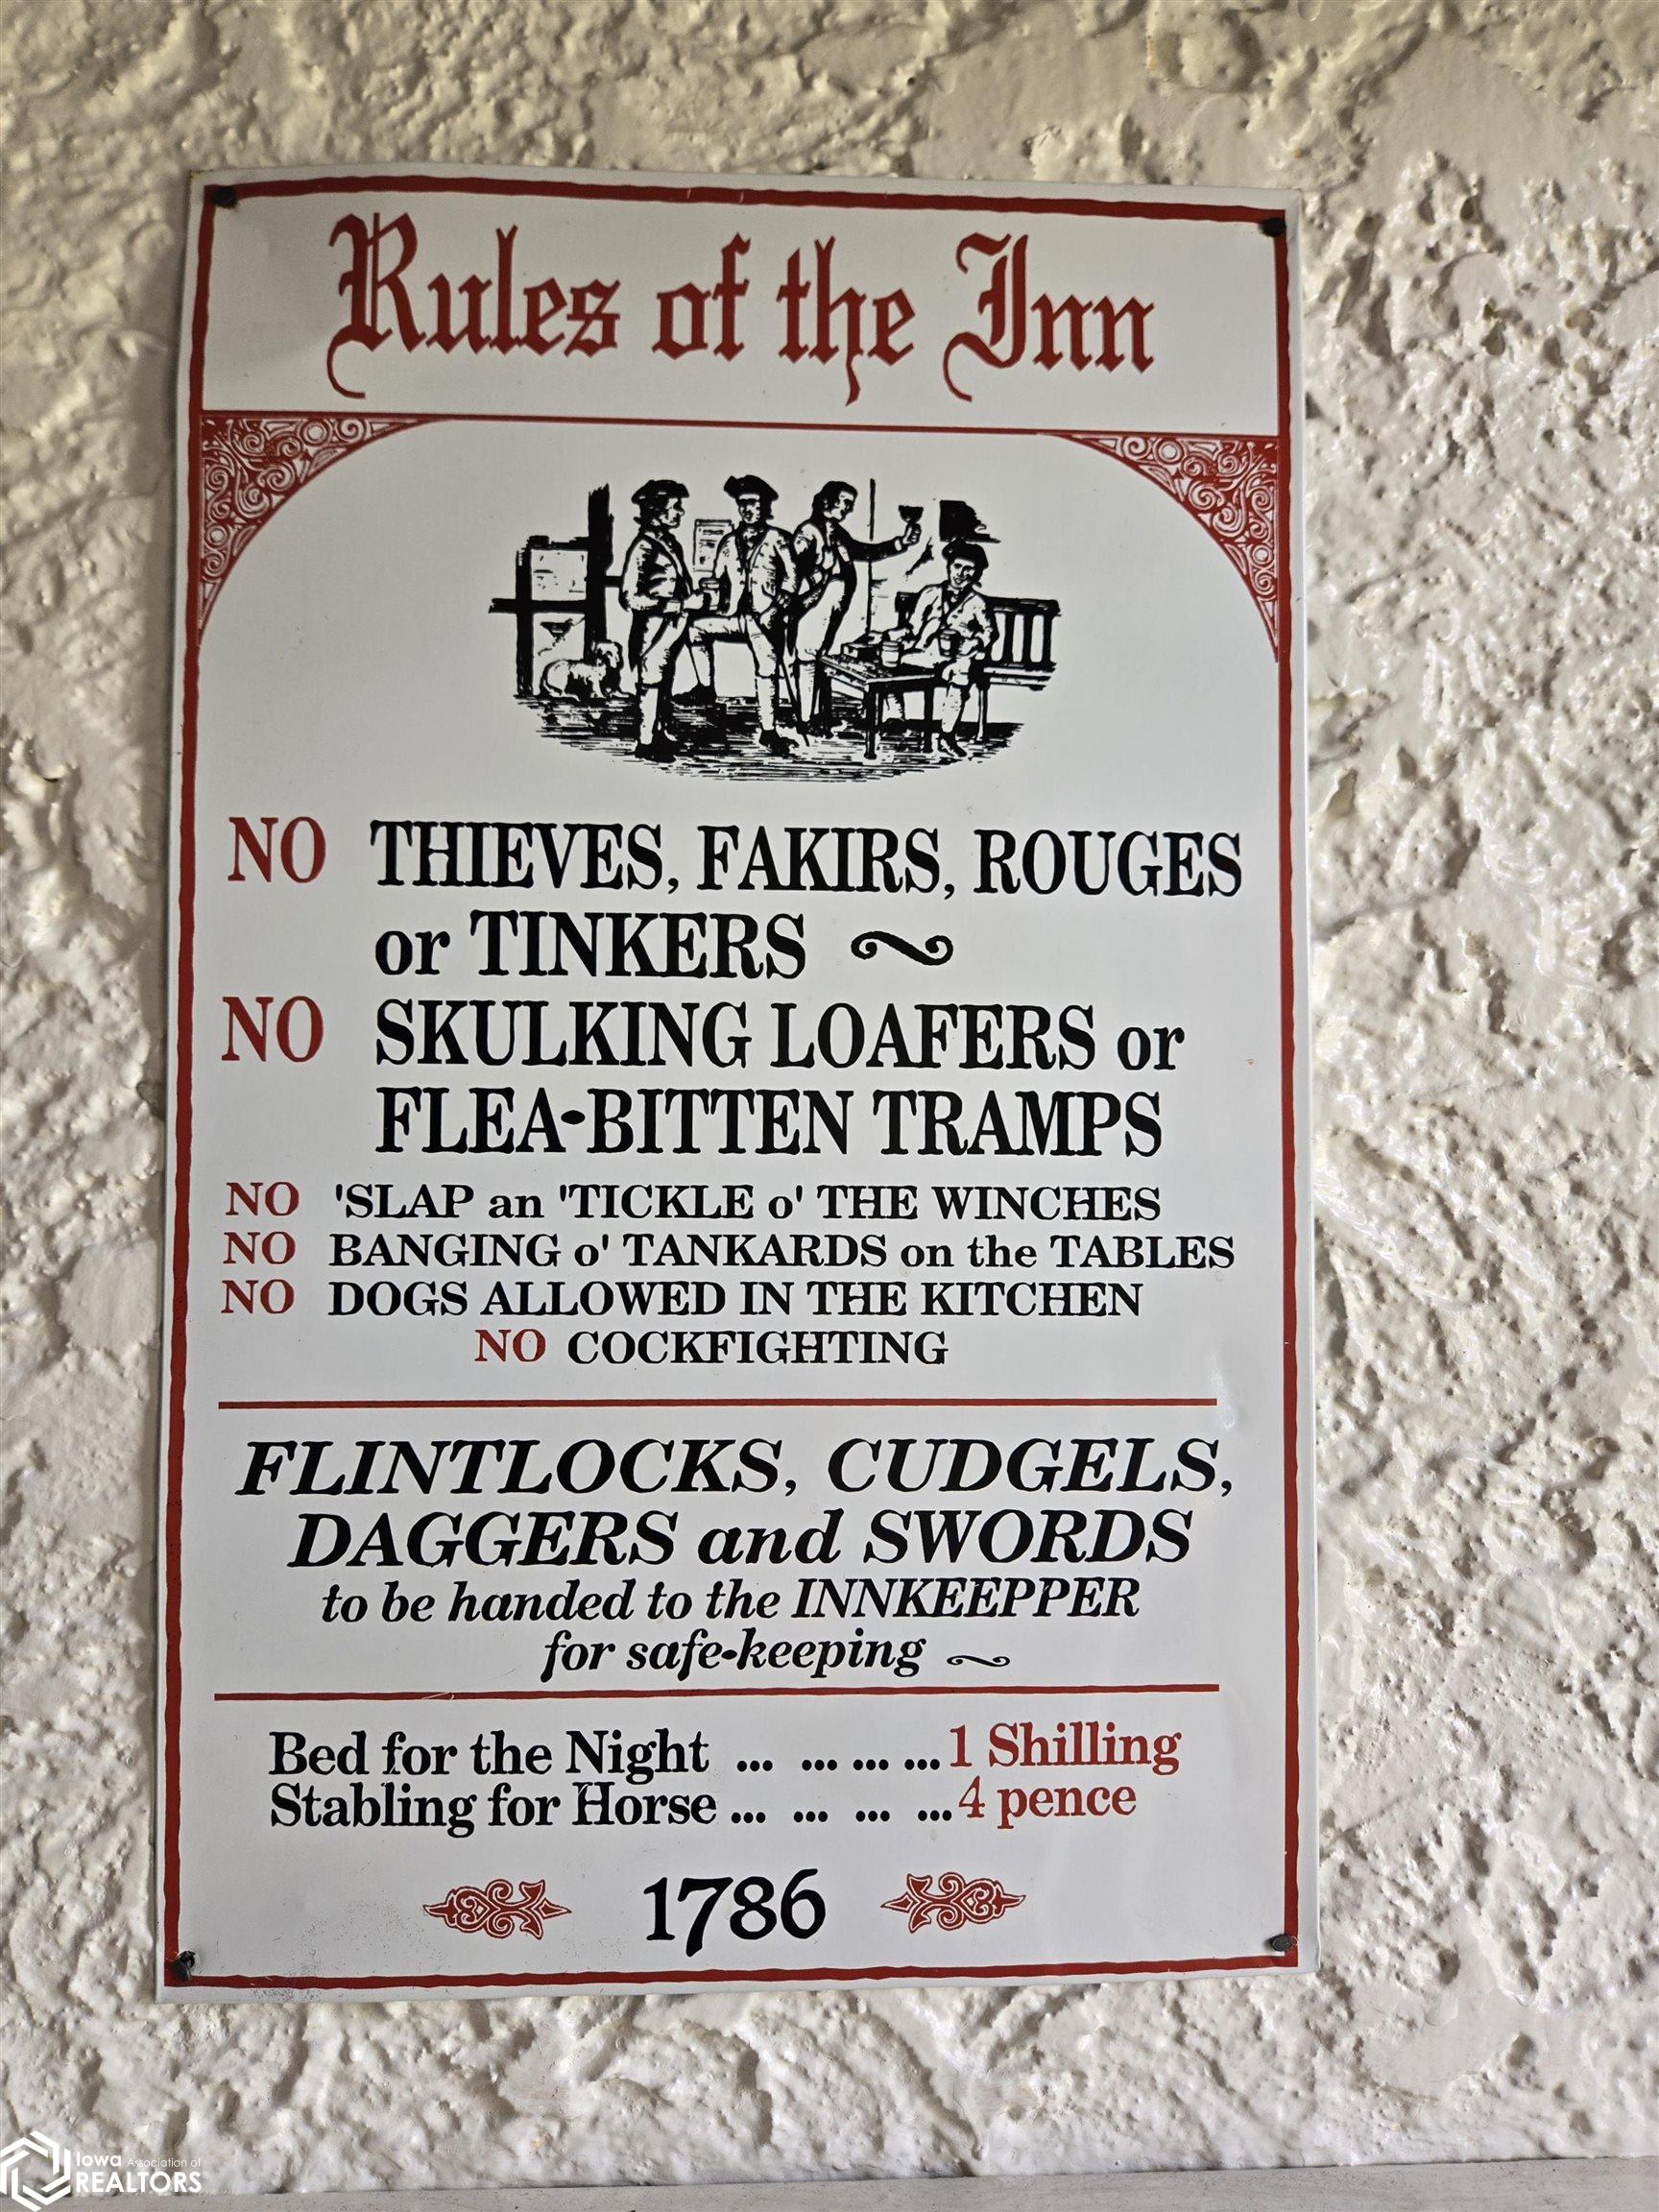 Rules of the Inn
NO THIEVES, FAKIRS, ROUGES
or TINKERS ~
NO SKULKING LOAFERS or
FLEA-BITTEN TRAMPS
NO 'SLAP an 'TICKLE o' THE WINCHES
NO BANGING o' TANKARDS on the TABLES
NO DOGS ALLOWED IN THE KITCHEN
NO COCKFIGHTING
FLINTLOCKS, CUDGELS,
DAGGERS and SWORDS
to be handed to the INNKEEPPER
for safe-keeping ~
Bed for the Night ... ... ... ... 1 Shilling
Stabling for Horse ... ... ... ... 4 pence
1786
Iowa Association of
REALTORS